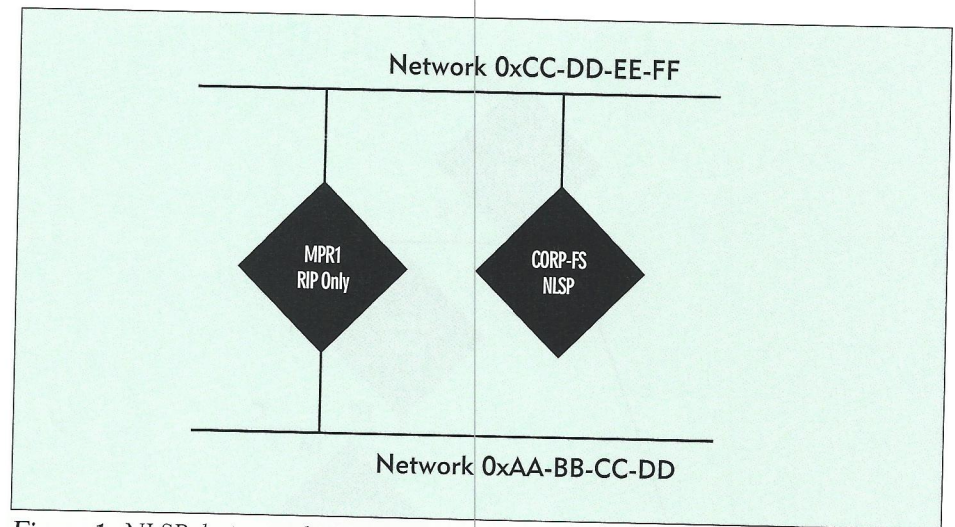 Network 0xCC-DD-EE-FF
MPR1
RIP Only
CORP-FS
NLSP
Network 0xAA-BB-CC-DD